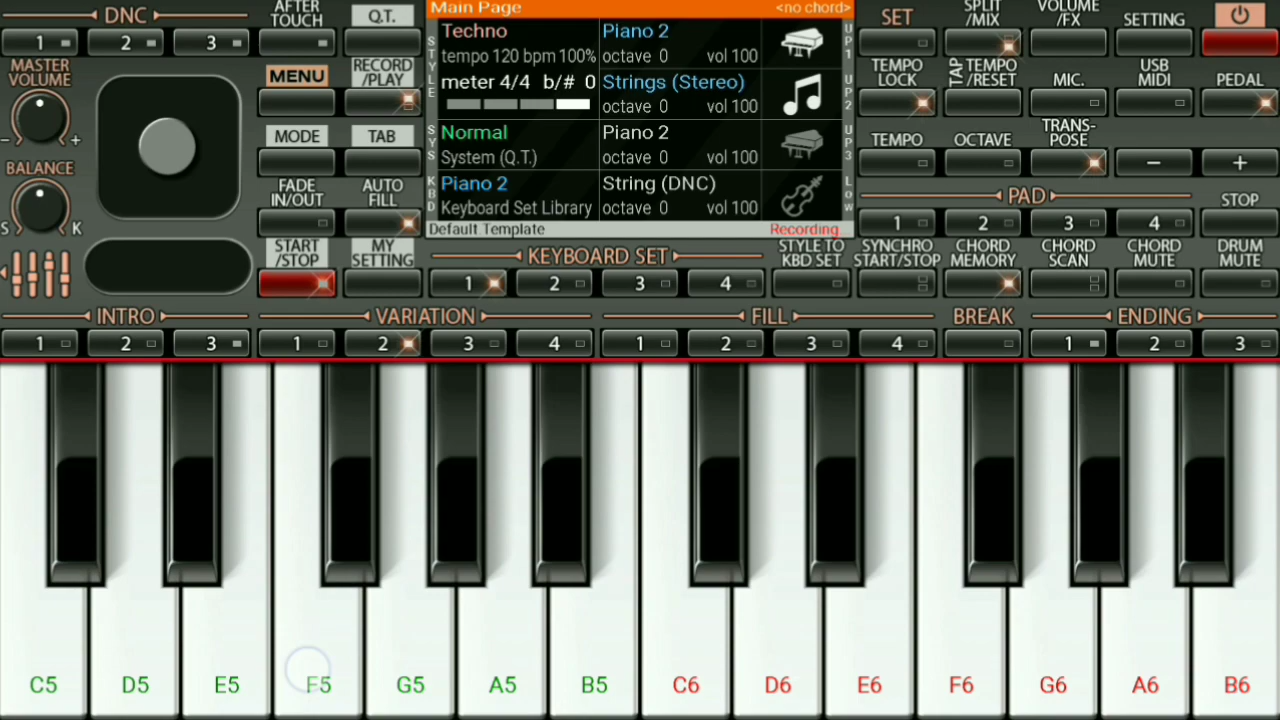 DNC
AFTER TOUCH
Q.T.
1
2
3
MASTER VOLUME
- +
BALANCE
S K
MENU
RECORD /PLAY
MODE
TAB
FADE IN/OUT
AUTO FILL
START /STOP
MY SETTING
Main Page <no chord>
STYLE
Techno
tempo 120 bpm 100%
meter 4/4 b/# 0
SYS
Normal
System (Q.T.)
KBD
Piano 2
Keyboard Set Library
Piano 2
octave 0 vol 100
UP1
Strings (Stereo)
octave 0 vol 100
UP2
Piano 2
octave 0 vol 100
UP3
String (DNC)
octave 0 vol 100
Low
Default Template Recording
SET
SPLIT /MIX
VOLUME /FX
SETTING
TEMPO LOCK
TAP TEMPO /RESET
MIC.
USB MIDI
PEDAL
TEMPO
OCTAVE
TRANS- POSE
−
+
PAD
STOP
1
2
3
4
KEYBOARD SET
1
2
3
4
STYLE TO KBD SET
SYNCHRO START/STOP
CHORD MEMORY
CHORD SCAN
CHORD MUTE
DRUM MUTE
INTRO
VARIATION
FILL
BREAK
ENDING
1
2
3
1
2
3
4
1
2
3
4
1
2
3
C5 D5 E5 F5 G5 A5 B5 C6 D6 E6 F6 G6 A6 B6